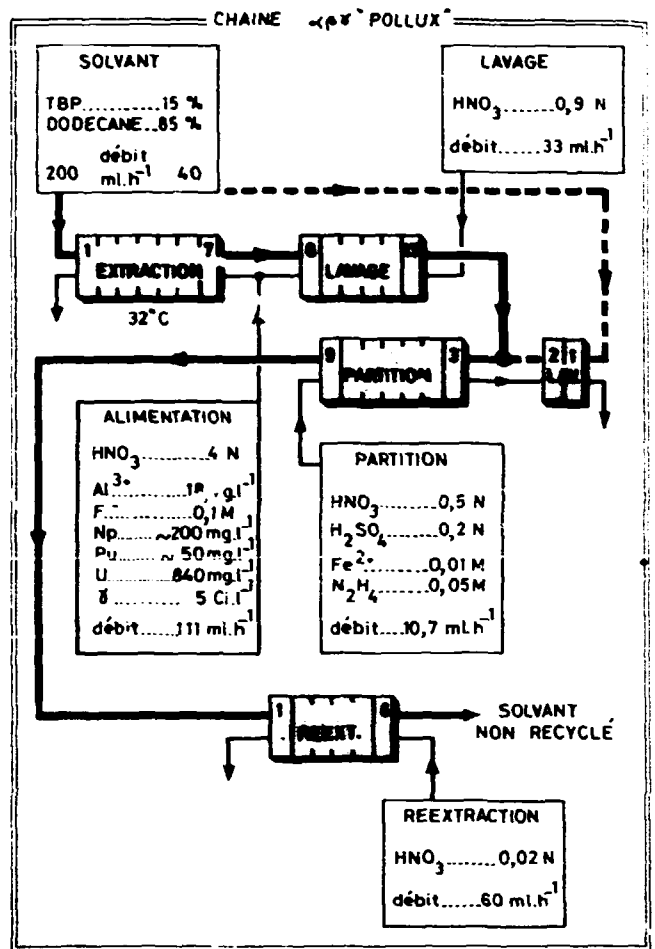 CHAINE αβγ "POLLUX"
SOLVANT
TBP...........15 %
DODECANE..85 %
débit
200 ml.h⁻¹ 40
LAVAGE
HNO₃........0,9 N
débit......33 ml.h⁻¹
1 7
EXTRACTION
32°C
8
LAVAGE
9 3
PARTITION
2 1
ALIMENTATION
HNO₃............4 N
Al³⁺ g.l⁻¹
F⁻..............0,1 M
Np.....~200 mg.l⁻¹
Pu.....~ 50 mg.l⁻¹
U..........840 mg.l⁻¹
γ.......... 5 Ci.l⁻¹
débit.....111 ml.h⁻¹
PARTITION
HNO₃.......0,5 N
H₂SO₄......0,2 N
Fe²⁺........0,01 M
N₂H₄.......0,05 M
débit....10,7 ml.h⁻¹
1
REEXT.
SOLVANT
NON RECYCLÉ
REEXTRACTION
HNO₃........0,02 N
débit......60 ml.h⁻¹